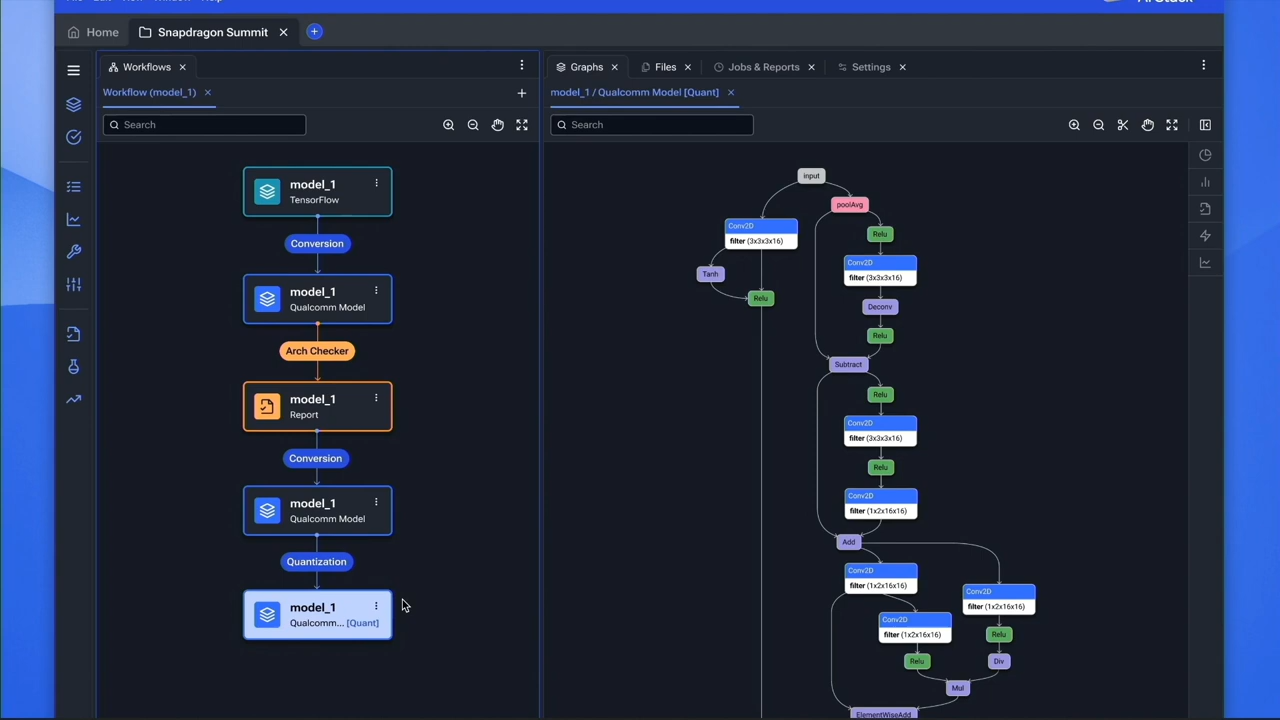 Home
Snapdragon Summit
Workflows
Workflow (model_1)
Search
model_1
TensorFlow
Conversion
model_1
Qualcomm Model
Arch Checker
model_1
Report
Conversion
model_1
Qualcomm Model
Quantization
model_1
Qualcomm... [Quant]
Graphs
Files
Jobs & Reports
Settings
model_1 / Qualcomm Model [Quant]
Search
input
poolAvg
Conv2D
filter (3x3x3x16)
Relu
Tanh
Conv2D
filter (3x3x3x16)
Relu
Deconv
Relu
Subtract
Relu
Conv2D
filter (3x3x3x16)
Relu
Conv2D
filter (1x2x16x16)
Add
Conv2D
filter (1x2x16x16)
Conv2D
filter (1x2x16x16)
Conv2D
filter (1x2x16x16)
Relu
Relu
Div
Mul
ElementWiseAdd